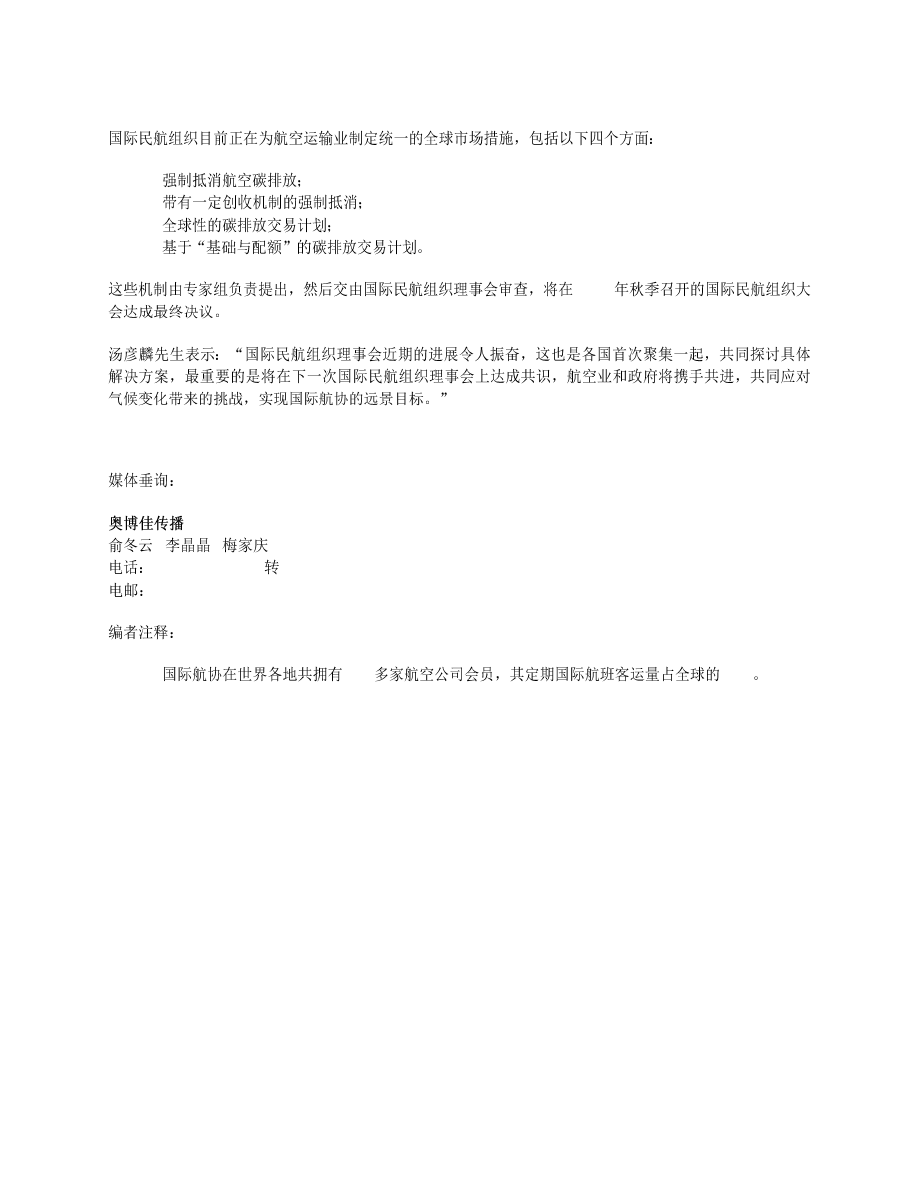 国际民航组织目前正在为航空运输业制定统一的全球市场措施，包括以下四个方面：
强制抵消航空碳排放；
带有一定创收机制的强制抵消；
全球性的碳排放交易计划；
基于“基础与配额”的碳排放交易计划。
这些机制由专家组负责提出，然后交由国际民航组织理事会审查，将在 年秋季召开的国际民航组织大
会达成最终决议。
汤彦麟先生表示：“国际民航组织理事会近期的进展令人振奋，这也是各国首次聚集一起，共同探讨具体
解决方案，最重要的是将在下一次国际民航组织理事会上达成共识，航空业和政府将携手共进，共同应对
气候变化带来的挑战，实现国际航协的远景目标。”
媒体垂询：
奥博佳传播
俞冬云 李晶晶 梅家庆
电话： 转
电邮：
编者注释：
国际航协在世界各地共拥有 多家航空公司会员，其定期国际航班客运量占全球的 。